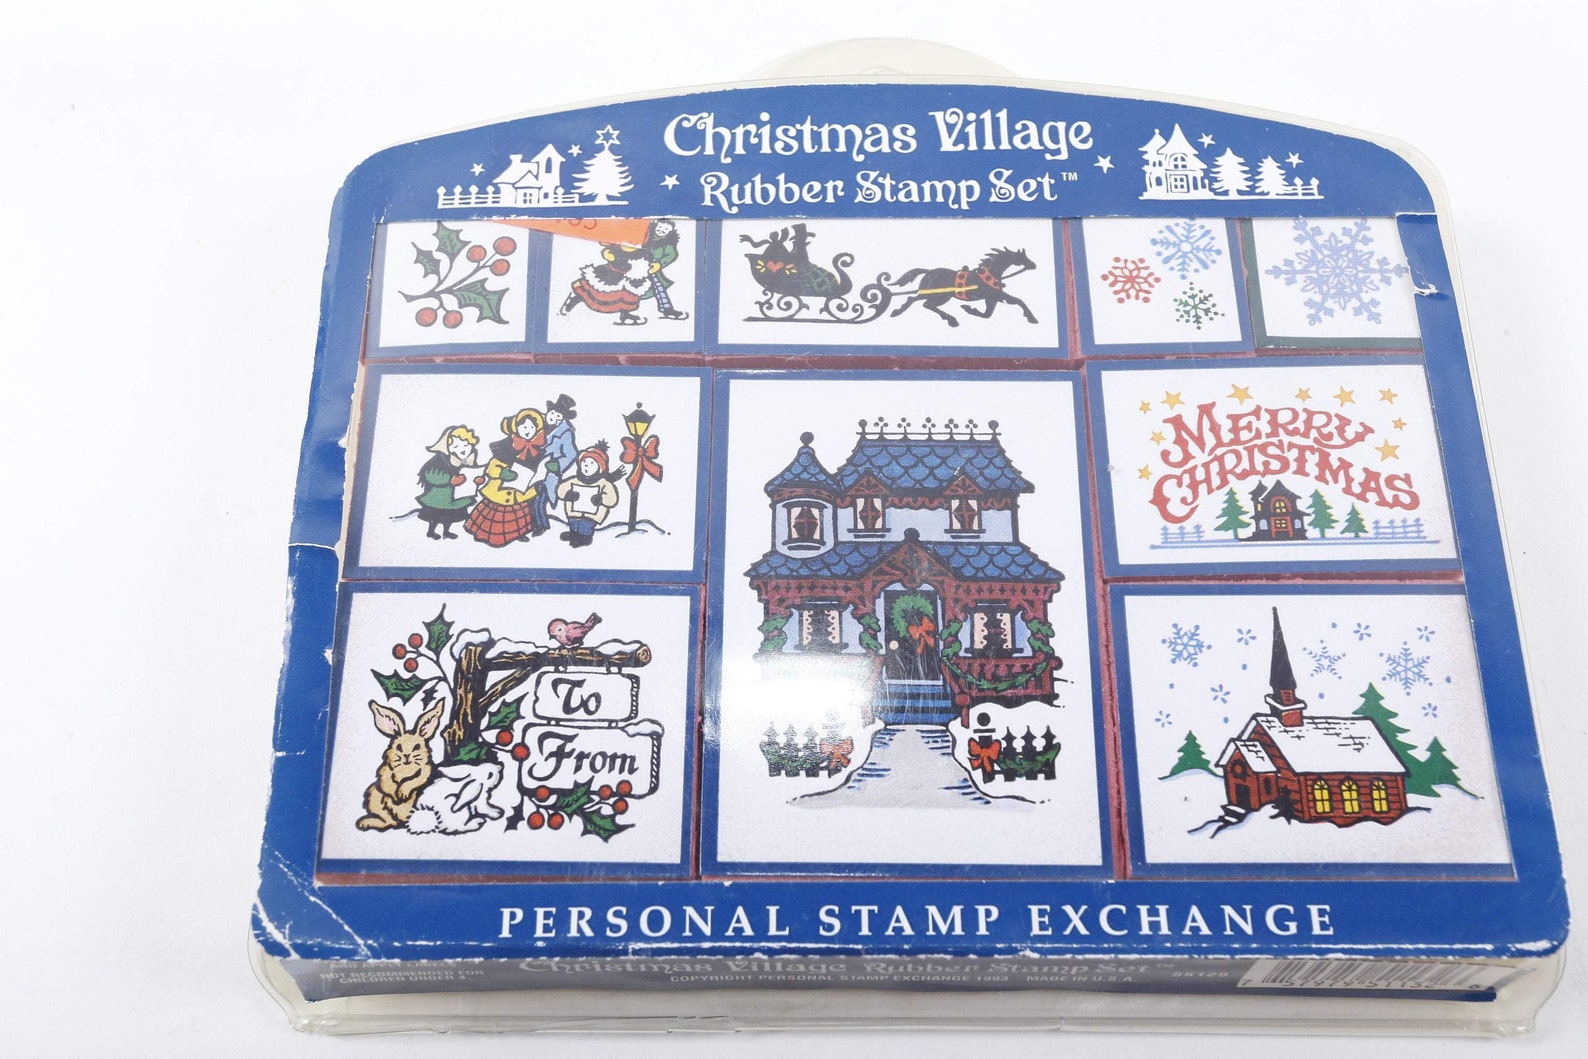 Christmas Village
Rubber Stamp Set™
MERRY
CHRISTMAS
To
From
PERSONAL STAMP EXCHANGE
NOT RECOMMENDED FOR
CHILDREN UNDER
Christmas Village Rubber Stamp Set™
COPYRIGHT PERSONAL STAMP EXCHANGE 1993 MADE IN U.S.A.
SK129